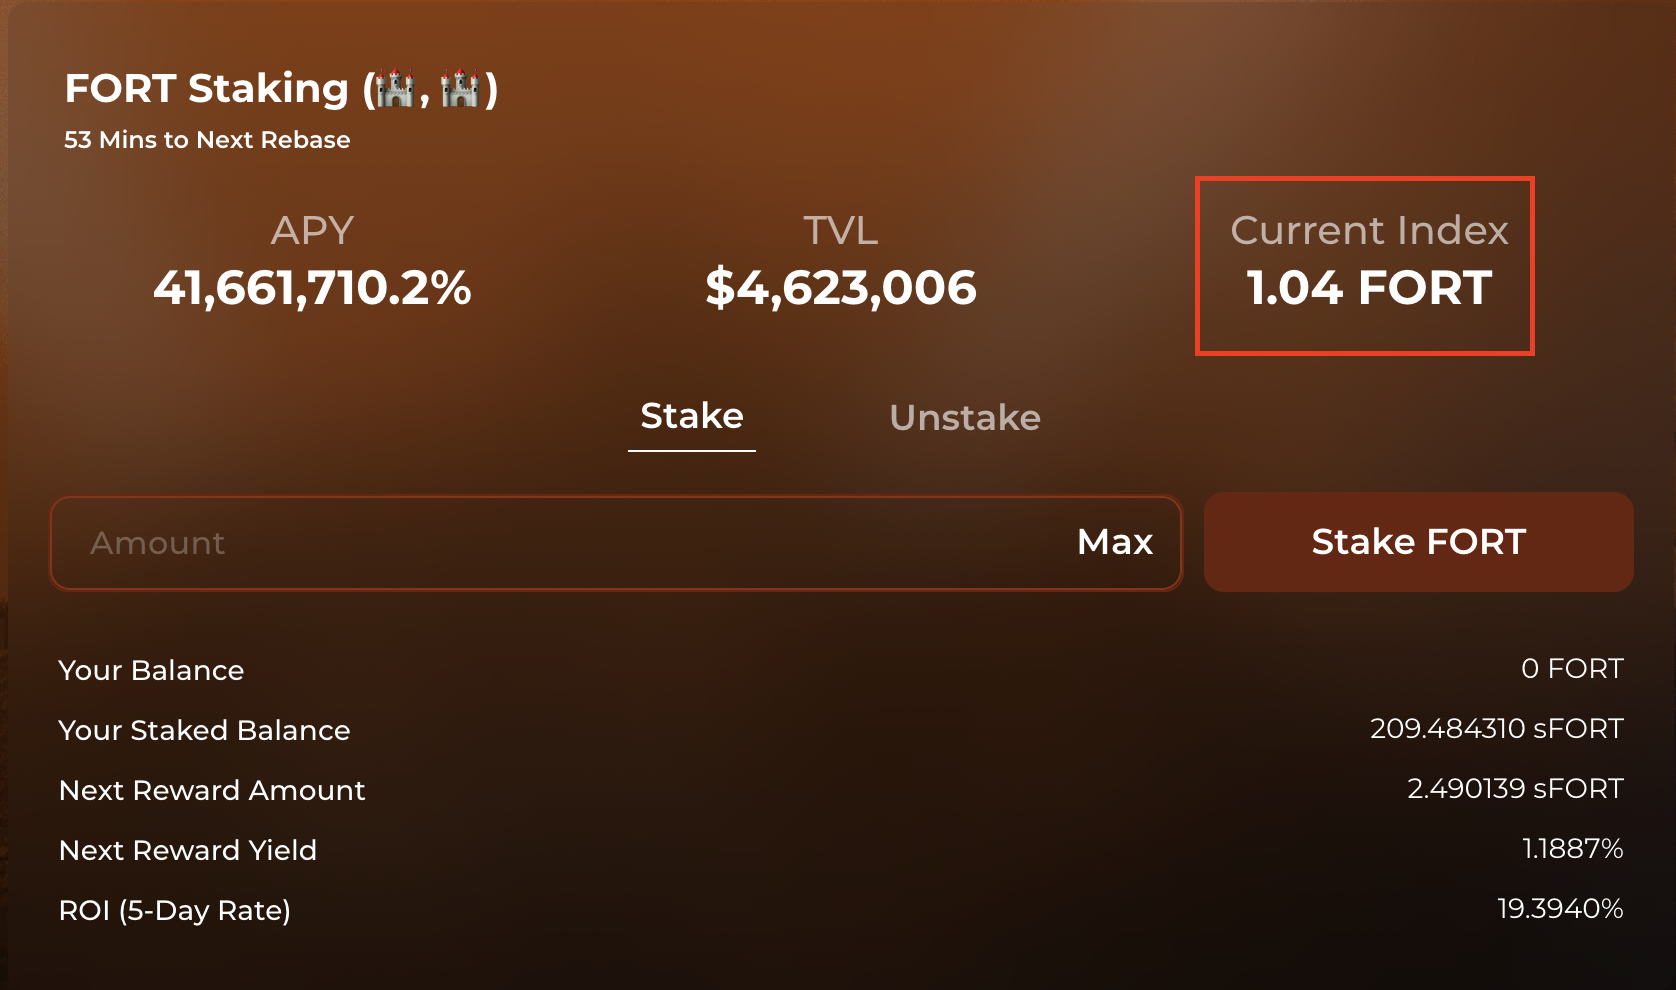 FORT Staking (🏰, 🏰)
53 Mins to Next Rebase
APY
41,661,710.2%
TVL
$4,623,006
Current Index
1.04 FORT
Stake
Unstake
Amount
Max
Stake FORT
Your Balance
0 FORT
Your Staked Balance
209.484310 sFORT
Next Reward Amount
2.490139 sFORT
Next Reward Yield
1.1887%
ROI (5-Day Rate)
19.3940%